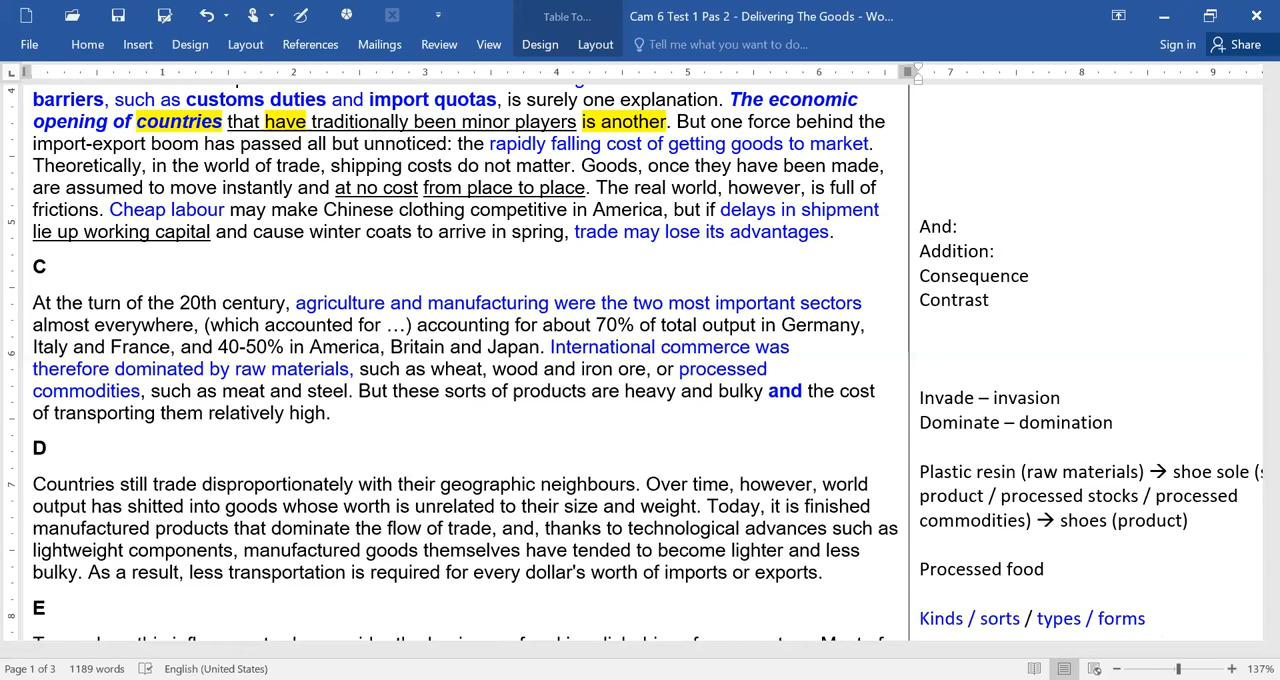 Table To...
Cam 6 Test 1 Pas 2 - Delivering The Goods - Wo...
File Home Insert Design Layout References Mailings Review View Design Layout Tell me what you want to do... Sign in Share
L 1 2 3 4 5 6 7 8 9
barriers, such as customs duties and import quotas, is surely one explanation. The economic
opening of countries that have traditionally been minor players is another. But one force behind the
import-export boom has passed all but unnoticed: the rapidly falling cost of getting goods to market.
Theoretically, in the world of trade, shipping costs do not matter. Goods, once they have been made,
are assumed to move instantly and at no cost from place to place. The real world, however, is full of
frictions. Cheap labour may make Chinese clothing competitive in America, but if delays in shipment
lie up working capital and cause winter coats to arrive in spring, trade may lose its advantages.
C
At the turn of the 20th century, agriculture and manufacturing were the two most important sectors
almost everywhere, (which accounted for …) accounting for about 70% of total output in Germany,
Italy and France, and 40-50% in America, Britain and Japan. International commerce was
therefore dominated by raw materials, such as wheat, wood and iron ore, or processed
commodities, such as meat and steel. But these sorts of products are heavy and bulky and the cost
of transporting them relatively high.
D
Countries still trade disproportionately with their geographic neighbours. Over time, however, world
output has shitted into goods whose worth is unrelated to their size and weight. Today, it is finished
manufactured products that dominate the flow of trade, and, thanks to technological advances such as
lightweight components, manufactured goods themselves have tended to become lighter and less
bulky. As a result, less transportation is required for every dollar's worth of imports or exports.
E
And:
Addition:
Consequence
Contrast
Invade – invasion
Dominate – domination
Plastic resin (raw materials) → shoe sole (s
product / processed stocks / processed
commodities) → shoes (product)
Processed food
Kinds / sorts / types / forms
4
5
6
7
8
Page 1 of 3 1189 words English (United States) 137%